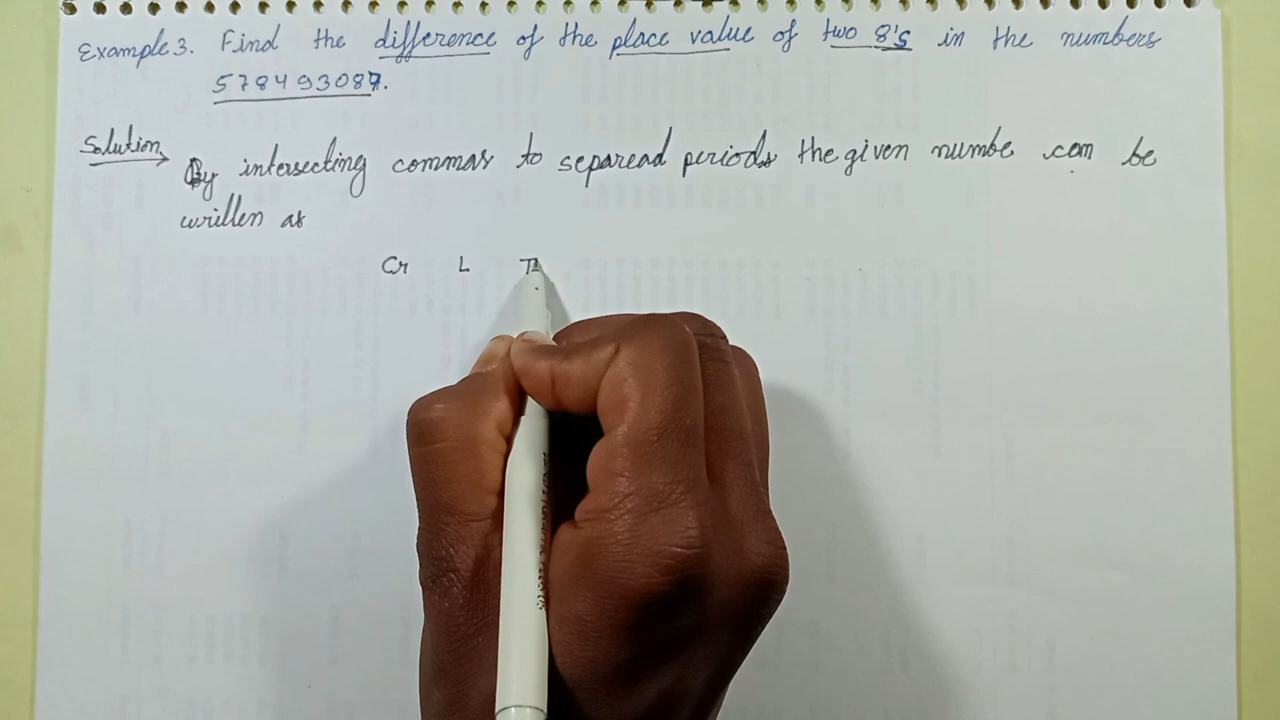 Example 3. Find the difference of the place value of two 8's in the numbers
578493087.
Solution
By intersecting commas to separead periods the given numbe can be
written as
Cr L